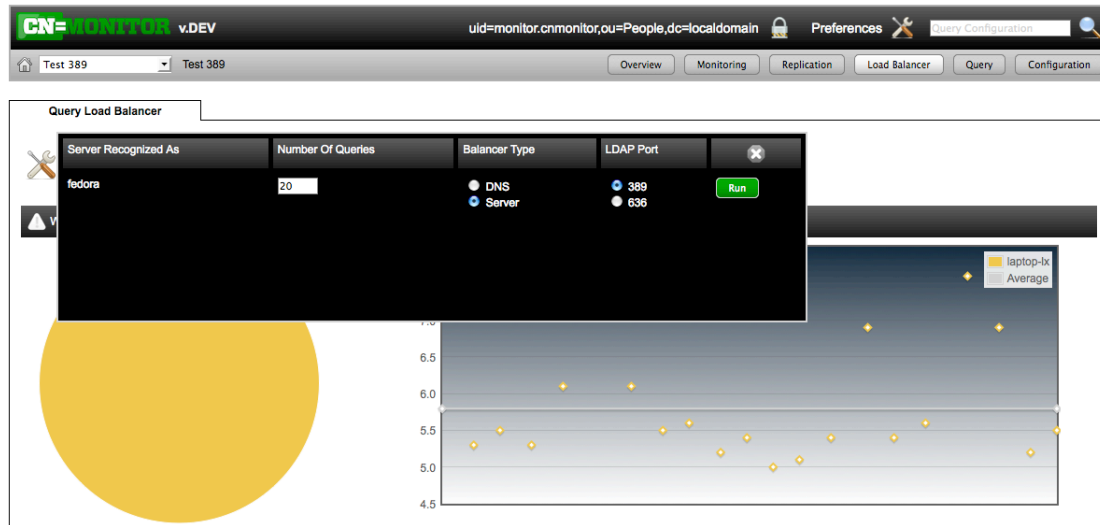 CN=MONITOR v.DEV
uid=monitor.cnmonitor,ou=People,dc=localdomain
Preferences
Query Configuration
Test 389
Test 389
Overview
Monitoring
Replication
Load Balancer
Query
Configuration
Query Load Balancer
Server Recognized As
Number Of Queries
Balancer Type
LDAP Port
fedora
20
DNS
Server
389
636
Run
laptop-lx
Average
6.5
6.0
5.5
5.0
4.5